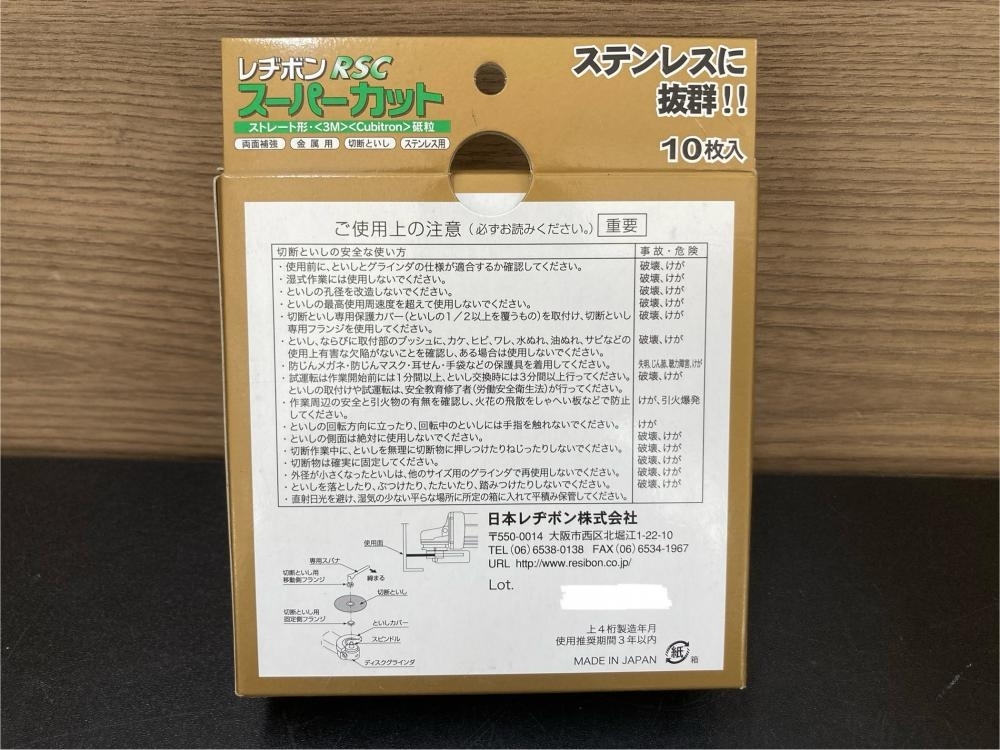 レヂボン RSC
スーパーカット
ストレート形・<3M><Cubitron>砥粒
両面補強 金属用 切断といし ステンレス用
ステンレスに
抜群!!
10枚入
ご使用上の注意(必ずお読みください。) 重要
切断といしの安全な使い方 事故・危険
・使用前に、といしとグラインダの仕様が適合するか確認してください。 破壊、けが
・湿式作業には使用しないでください。 破壊、けが
・といしの孔径を改造しないでください。 破壊、けが
・といしの最高使用周速度を超えて使用しないでください。 破壊、けが
・切断といし専用保護カバー(といしの1/2以上を覆うもの)を取付け、切断といし 破壊、けが
専用フランジを使用してください。
・といし、ならびに取付部のブッシュに、カケ、ヒビ、ワレ、水ぬれ、油ぬれ、サビなどの 破壊、けが
使用上有害な欠陥がないことを確認し、ある場合は使用しないでください。
・防じんメガネ・防じんマスク・耳せん・手袋などの保護具を着用してください。 失明、じん肺、聴力障害、けが
・試運転は作業開始前には1分間以上、といし交換時には3分間以上行ってください。 破壊、けが
といしの取付けや試運転は、安全教育修了者(労働安全衛生法)が行ってください。
・作業周辺の安全と引火物の有無を確認し、火花の飛散をしゃへい板などで防止 けが、引火爆発
してください。
・といしの回転方向に立ったり、回転中のといしには手指を触れないでください。 けが
・といしの側面は絶対に使用しないでください。 破壊、けが
・切断作業中に、といしを無理に切断物に押しつけたりねじったりしないでください。 破壊、けが
・切断物は確実に固定してください。 破壊、けが
・外径が小さくなったといしは、他のサイズ用のグラインダで再使用しないでください。 破壊、けが
・といしを落としたり、ぶつけたり、たたいたり、踏みつけたりしないでください。 破壊、けが
・直射日光を避け、湿気の少ない平らな場所に所定の箱に入れて平積み保管してください。
使用面
専用スパナ
締まる
切断といし用
移動側フランジ
切断といし
切断といし用
固定側フランジ
といしカバー
スピンドル
ディスクグラインダ
日本レヂボン株式会社
〒550-0014 大阪市西区北堀江1-22-10
TEL(06)6538-0138 FAX(06)6534-1967
URL http://www.resibon.co.jp/
Lot.
上4桁製造年月
使用推奨期間3年以内
MADE IN JAPAN 紙 箱